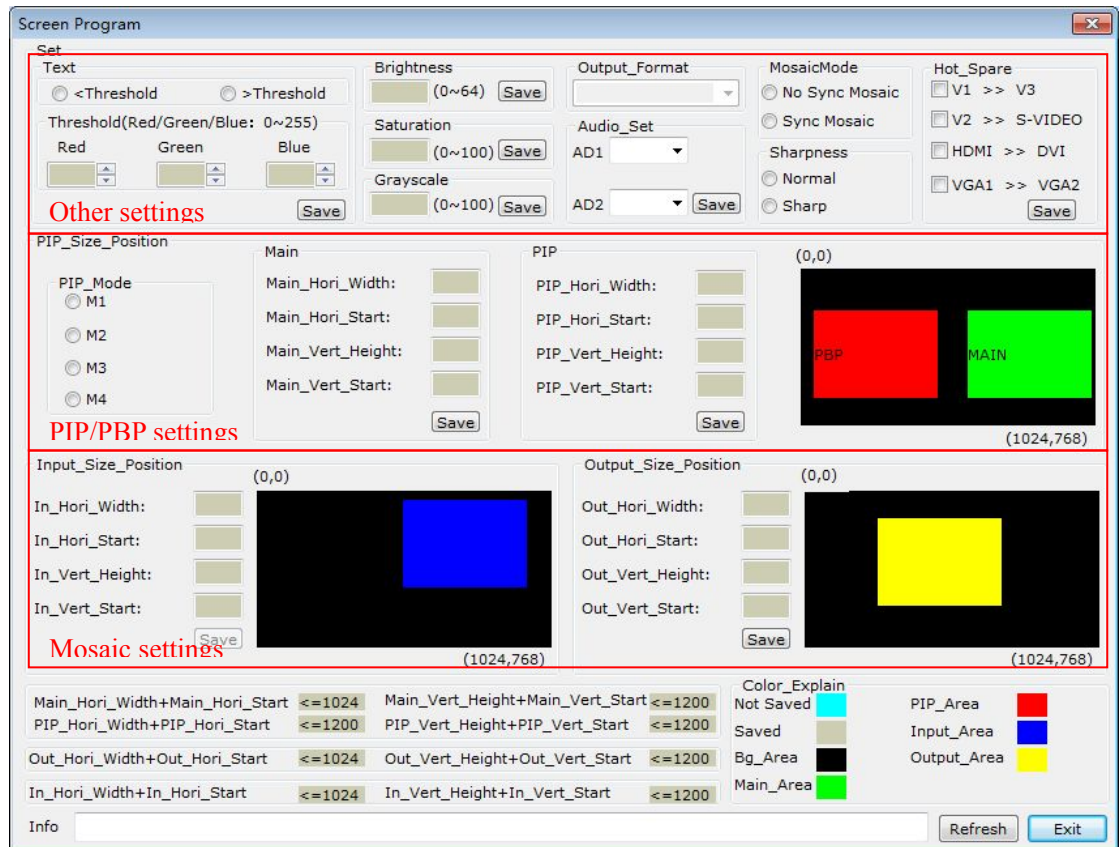 Screen Program
Set
Text
<Threshold >Threshold
Threshold(Red/Green/Blue: 0~255)
Red Green Blue
Save
Other settings
Brightness
(0~64) Save
Saturation
(0~100) Save
Grayscale
(0~100) Save
Output_Format
Audio_Set
AD1
AD2 Save
MosaicMode
No Sync Mosaic
Sync Mosaic
Sharpness
Normal
Sharp
Hot_Spare
V1 >> V3
V2 >> S-VIDEO
HDMI >> DVI
VGA1 >> VGA2
Save
PIP_Size_Position
PIP_Mode
M1
M2
M3
M4
PIP/PBP settings
Main
Main_Hori_Width:
Main_Hori_Start:
Main_Vert_Height:
Main_Vert_Start:
Save
PIP
PIP_Hori_Width:
PIP_Hori_Start:
PIP_Vert_Height:
PIP_Vert_Start:
Save
(0,0)
PBP MAIN
(1024,768)
Input_Size_Position
In_Hori_Width:
In_Hori_Start:
In_Vert_Height:
In_Vert_Start:
Save
Mosaic settings
(0,0)
(1024,768)
Output_Size_Position
Out_Hori_Width:
Out_Hori_Start:
Out_Vert_Height:
Out_Vert_Start:
Save
(0,0)
(1024,768)
Main_Hori_Width+Main_Hori_Start <=1024 Main_Vert_Height+Main_Vert_Start <=1200
PIP_Hori_Width+PIP_Hori_Start <=1200 PIP_Vert_Height+PIP_Vert_Start <=1200
Out_Hori_Width+Out_Hori_Start <=1200 Out_Vert_Height+Out_Vert_Start <=1200
In_Hori_Width+In_Hori_Start <=1024 In_Vert_Height+In_Vert_Start <=1200
Color_Explain
Not Saved PIP_Area
Saved Input_Area
Bg_Area Output_Area
Main_Area
Info Refresh Exit